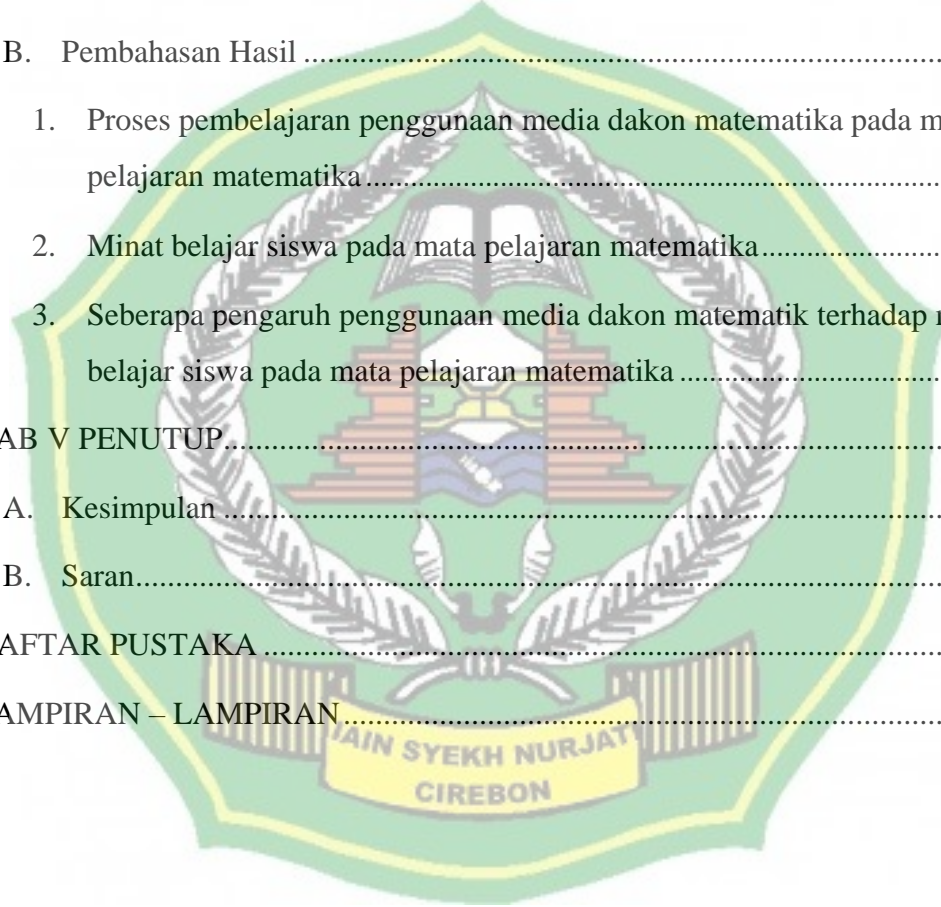 B. Pembahasan Hasil ........................................................................
1. Proses pembelajaran penggunaan media dakon matematika pada
pelajaran matematika ........................................................................
2. Minat belajar siswa pada mata pelajaran matematika ........................
3. Seberapa pengaruh penggunaan media dakon matematik terhadap
belajar siswa pada mata pelajaran matematika ................................
AB V PENUTUP ................................................................................
A. Kesimpulan ................................................................................
B. Saran ........................................................................................
AFTAR PUSTAKA ............................................................................
AMPIRAN – LAMPIRAN ....................................................................
IAIN SYEKH NURJATI
CIREBON